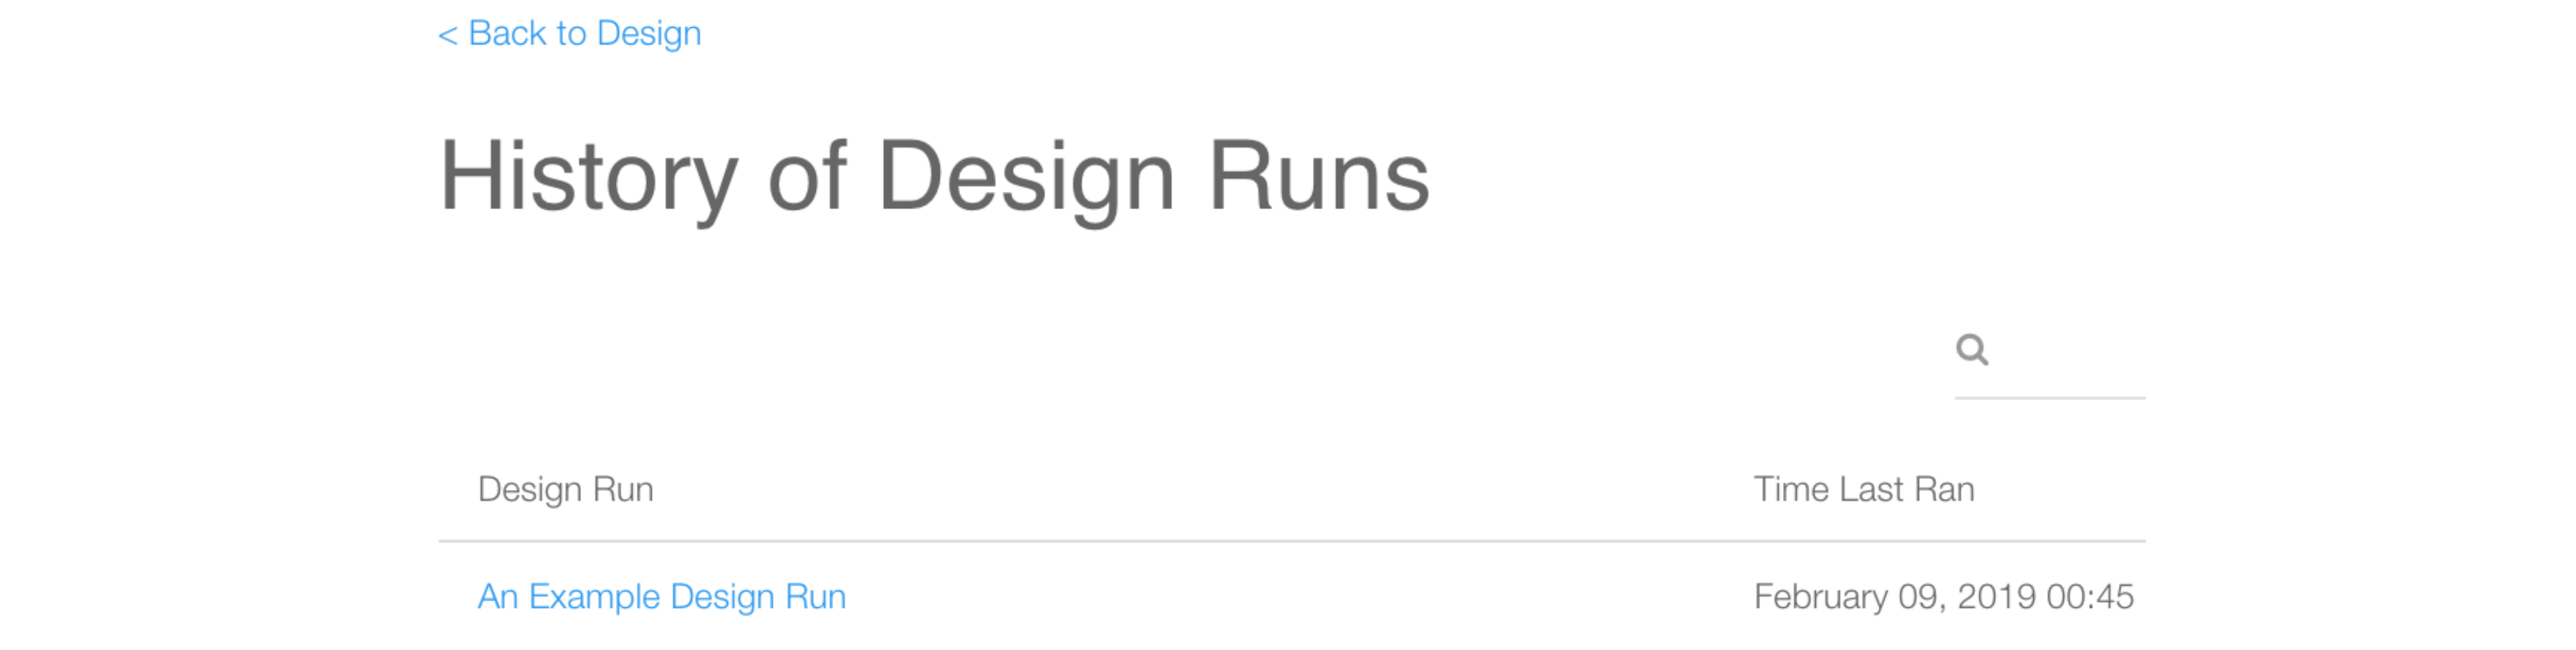 < Back to Design
History of Design Runs
Design Run Time Last Ran
An Example Design Run February 09, 2019 00:45